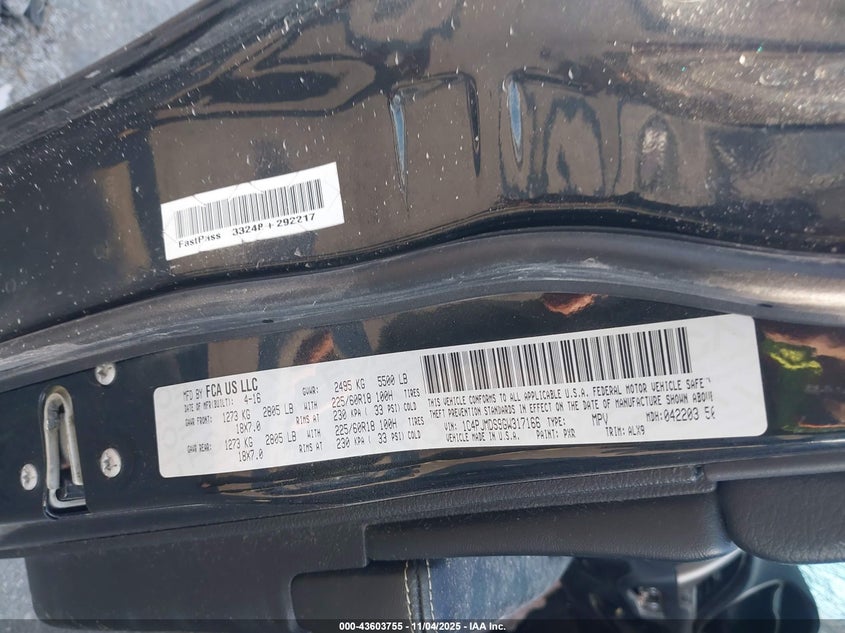 FastPass 3324P I-292217
MFD BY FCA US LLC
DATE OF MFR(BUILT): 4-16 GVWR: 2495 KG 5500 LB
GAWR FRONT: 1273 KG 2805 LB WITH 225/60R18 100H TIRES
18X7.0 RIMS AT 230 KPA ( 33 PSI) COLD
GAWR REAR: 1273 KG 2805 LB WITH 225/60R18 100H TIRES
18X7.0 RIMS AT 230 KPA ( 33 PSI) COLD
THIS VEHICLE CONFORMS TO ALL APPLICABLE U.S.A. FEDERAL MOTOR VEHICLE SAFETY
THEFT PREVENTION STANDARDS IN EFFECT ON THE DATE OF MANUFACTURE SHOWN ABOVE
VIN: 1C4PJMDS9GW317166 TYPE: MPV MDH: 042203 50
VEHICLE MADE IN U.S.A. PAINT: PXR TRIM: ALX9
000-43603755 - 11/04/2025 - IAA Inc.